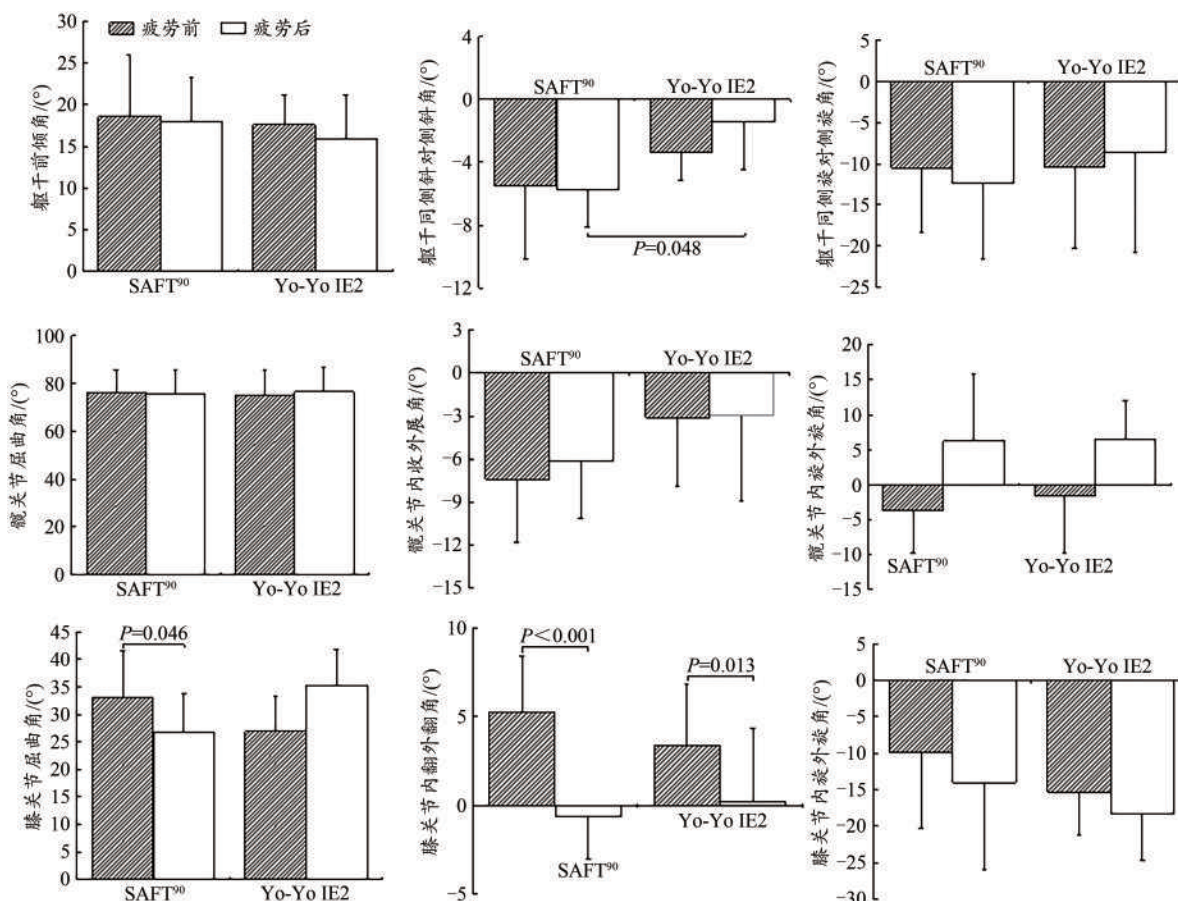 疲劳前 疲劳后
躯干前倾角/(°)
30
25
20
15
10
5
0
SAFT⁹⁰ Yo-Yo IE2
躯干同侧斜对侧斜角/(°)
4
0
−4
−8
−12
SAFT⁹⁰ Yo-Yo IE2
P=0.048
躯干同侧旋对侧旋角/(°)
0
−5
−10
−15
−20
−25
SAFT⁹⁰ Yo-Yo IE2
髋关节屈曲角/(°)
100
80
60
40
20
0
SAFT⁹⁰ Yo-Yo IE2
髋关节内收外展角/(°)
3
0
−3
−6
−9
−12
−15
SAFT⁹⁰ Yo-Yo IE2
髋关节内旋外旋角/(°)
20
15
10
5
0
−5
−10
−15
SAFT⁹⁰ Yo-Yo IE2
膝关节屈曲角/(°)
45
40
35
30
25
20
15
10
5
0
P=0.046
SAFT⁹⁰ Yo-Yo IE2
膝关节内翻外翻角/(°)
10
5
0
−5
P<0.001
P=0.013
Yo-Yo IE2
SAFT⁹⁰
膝关节内旋外旋角/(°)
5
0
−5
−10
−15
−20
−25
−30
SAFT⁹⁰ Yo-Yo IE2